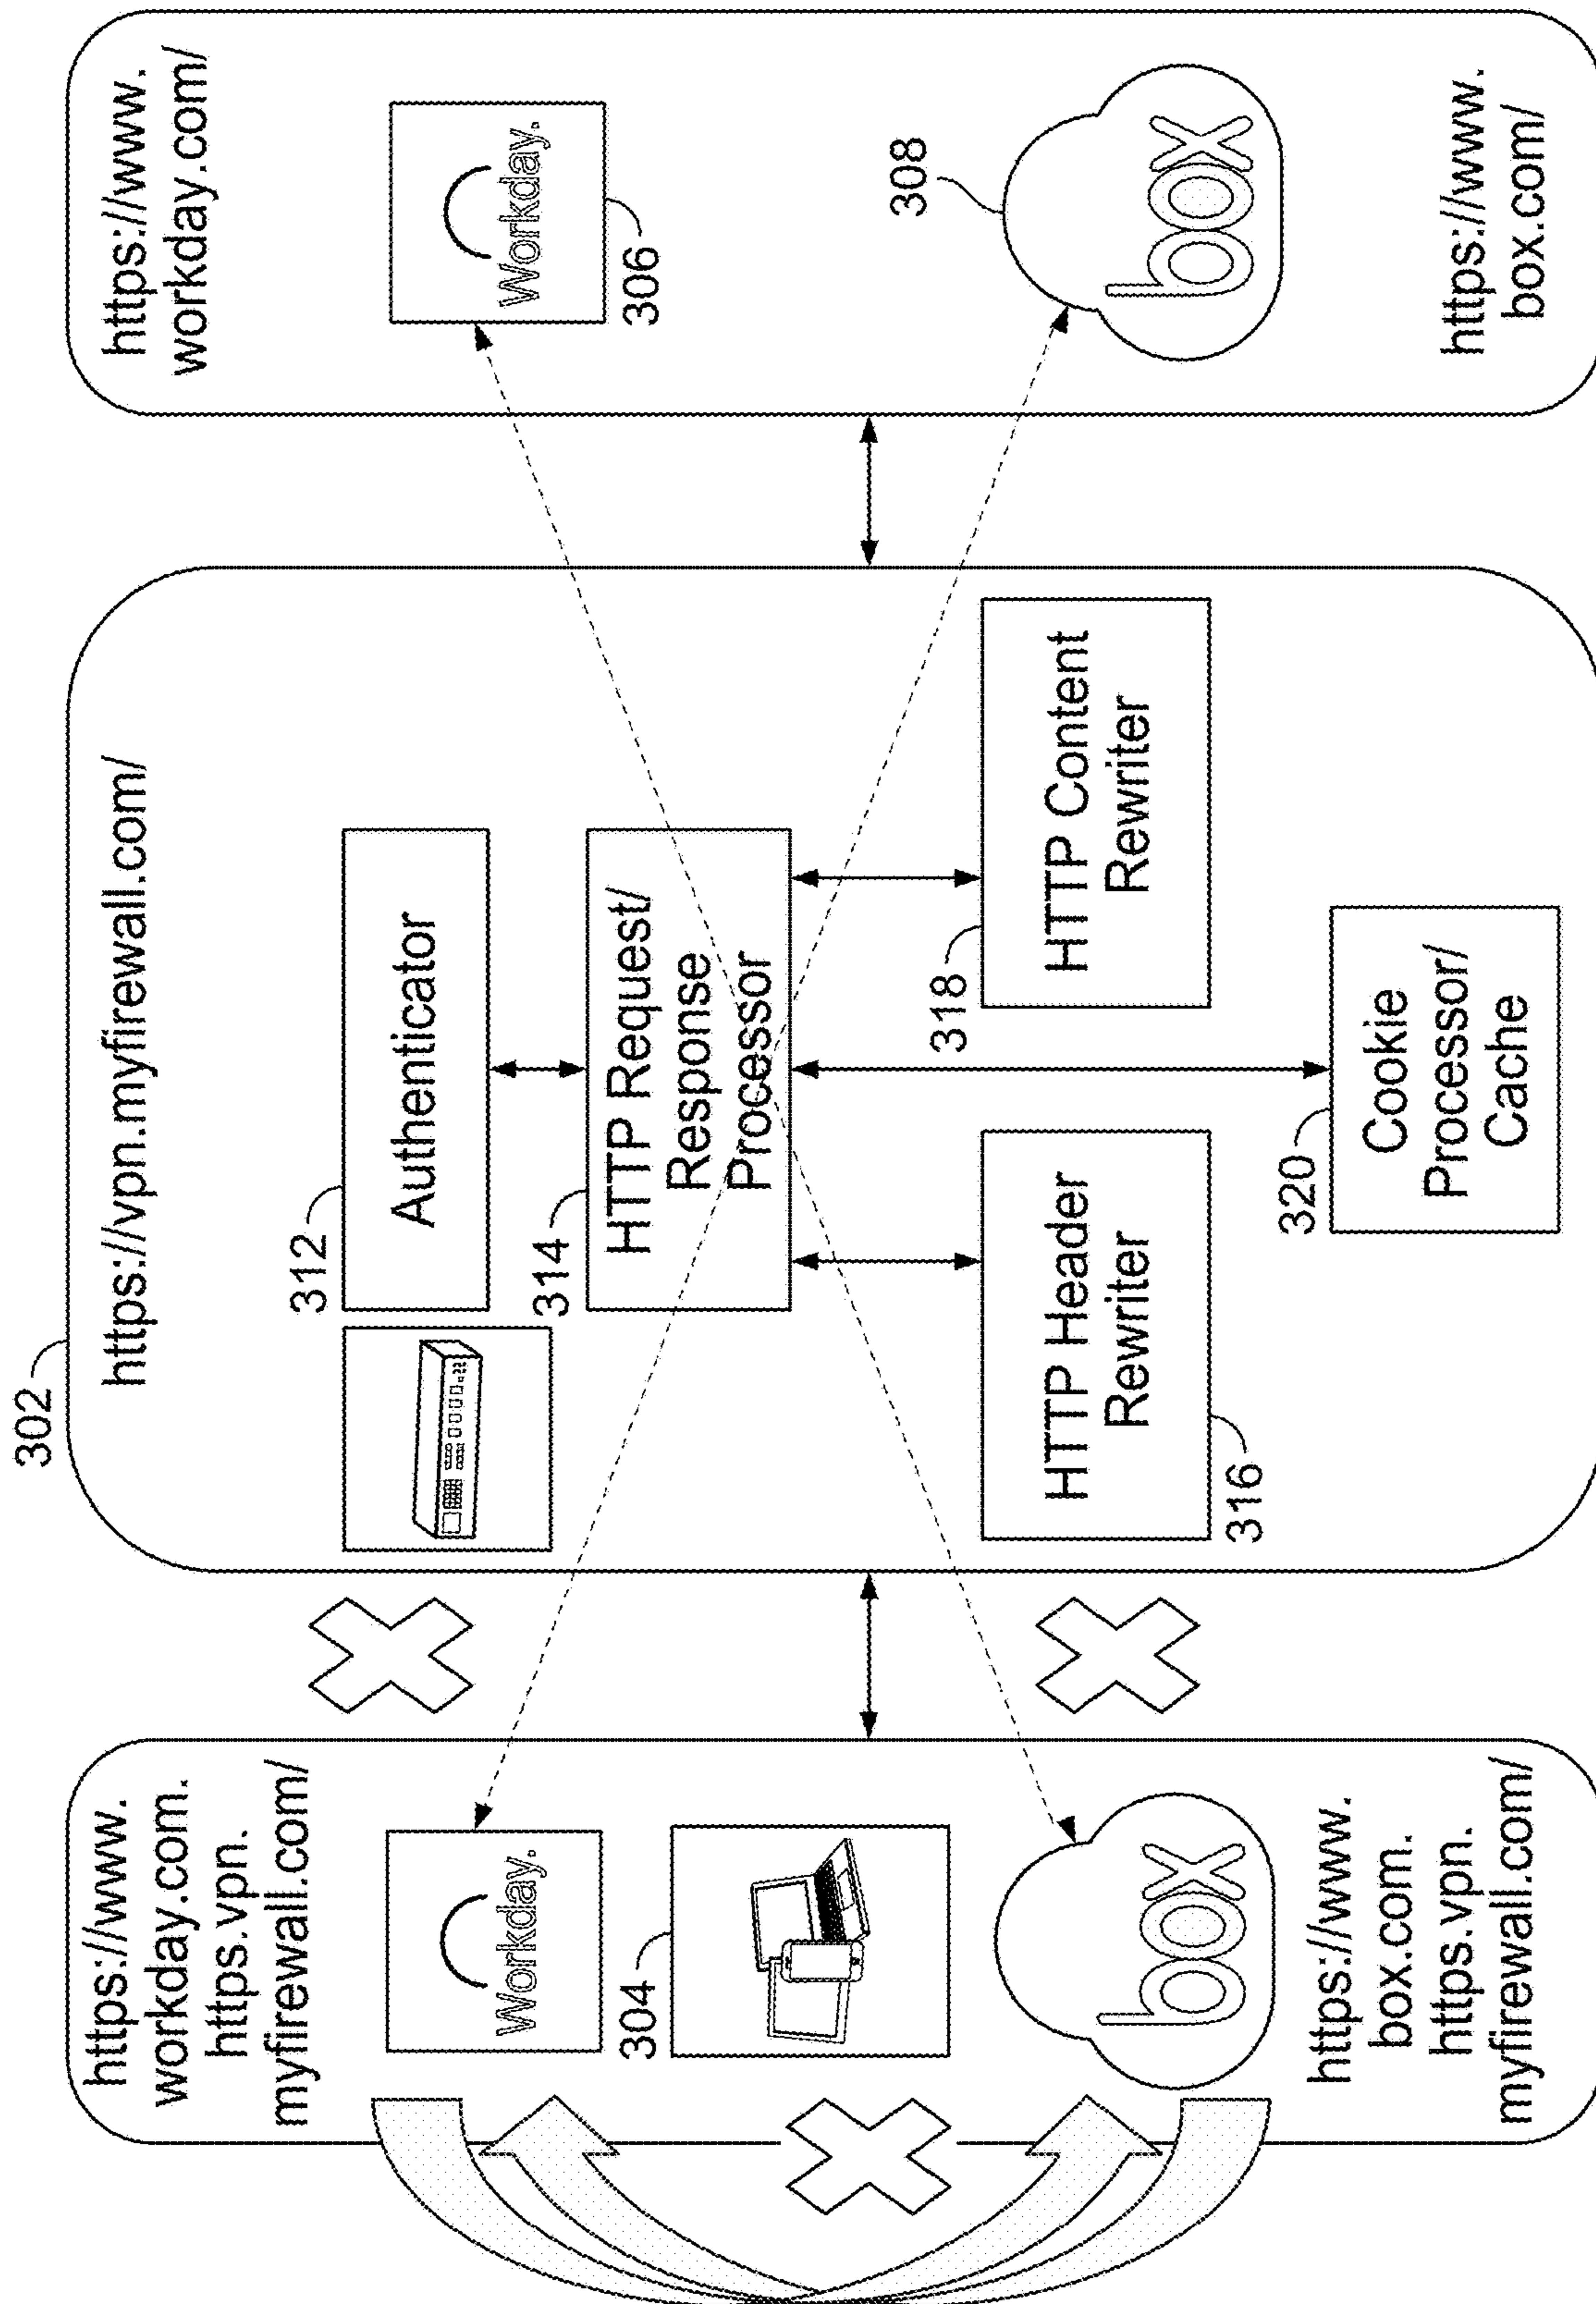 https://www.
workday.com.
https.vpn.
myfirewall.com/
Workday.
304
box
https://www.
box.com.
https.vpn.
myfirewall.com/
302
https://vpn.myfirewall.com/
312
Authenticator
314
HTTP Request/
Response
Processor
HTTP Header
Rewriter
316
318
HTTP Content
Rewriter
320
Cookie
Processor/
Cache
https://www.
workday.com/
Workday.
306
308
box
https://www.
box.com/